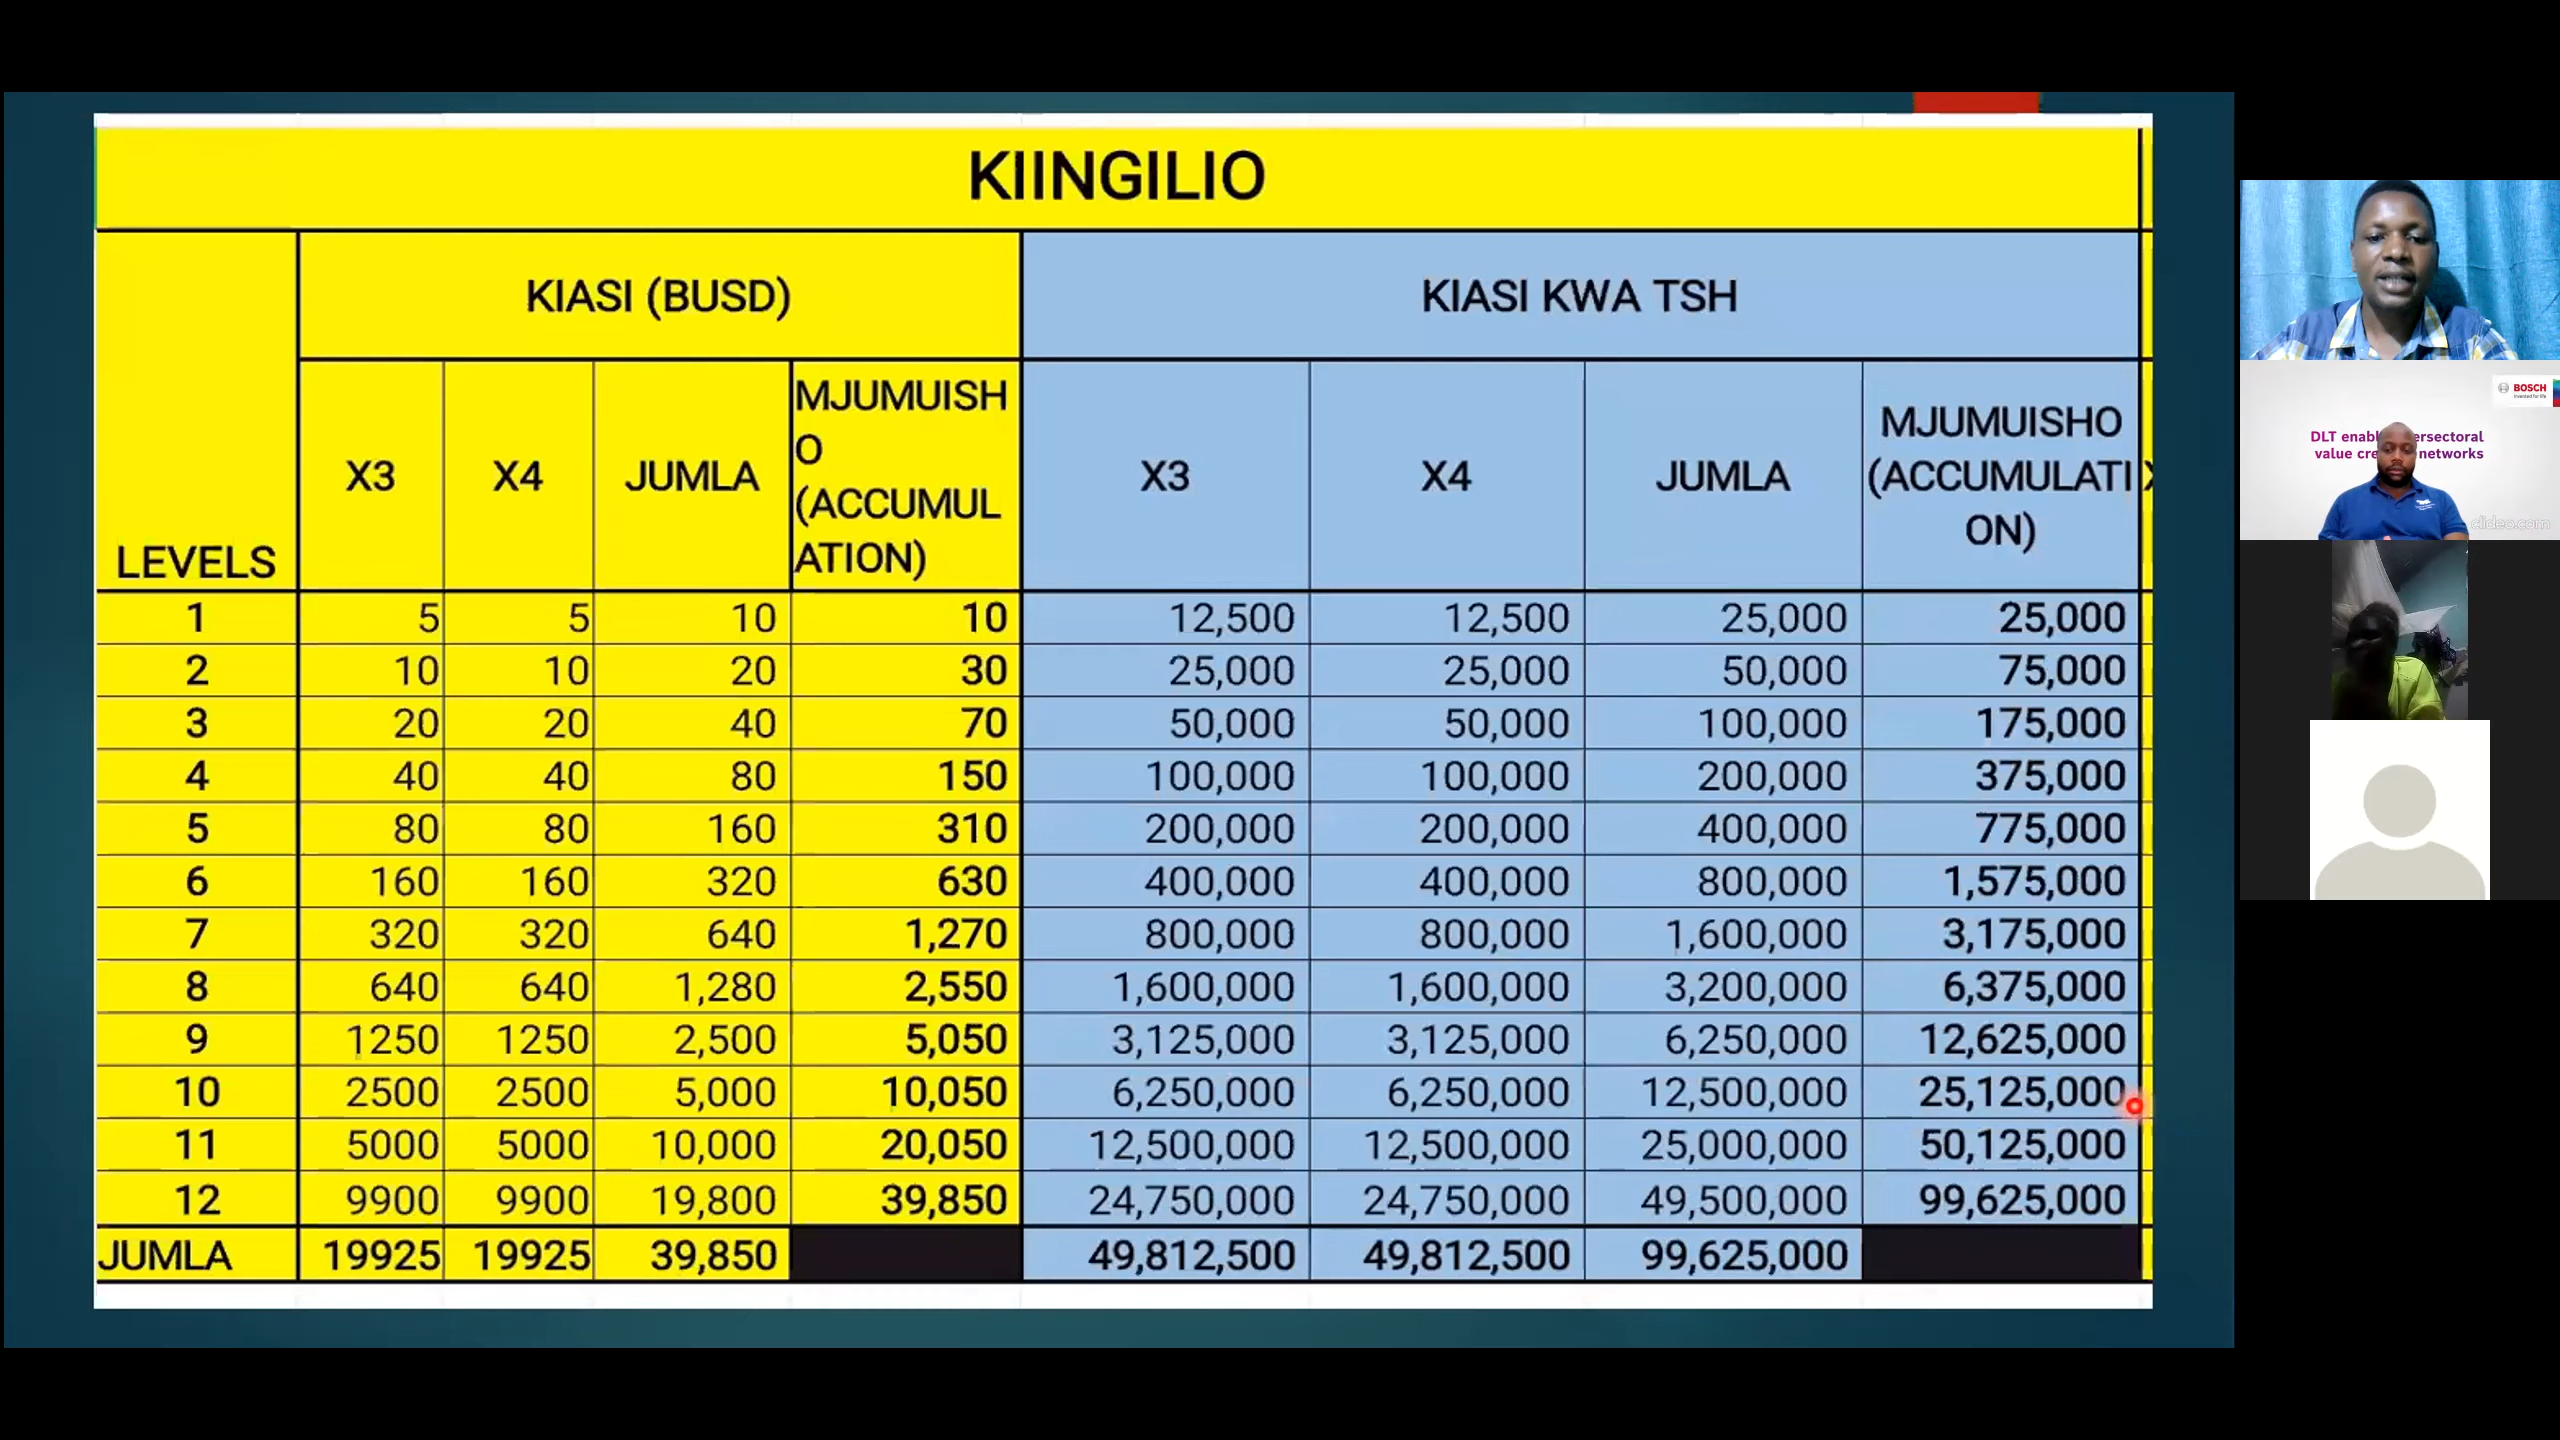 KIINGILIO
KIASI (BUSD) KIASI KWA TSH
LEVELS X3 X4 JUMLA MJUMUISH
O
(ACCUMUL
ATION) X3 X4 JUMLA MJUMUISHO
(ACCUMULATI
ON)
1 5 5 10 10 12,500 12,500 25,000 25,000
2 10 10 20 30 25,000 25,000 50,000 75,000
3 20 20 40 70 50,000 50,000 100,000 175,000
4 40 40 80 150 100,000 100,000 200,000 375,000
5 80 80 160 310 200,000 200,000 400,000 775,000
6 160 160 320 630 400,000 400,000 800,000 1,575,000
7 320 320 640 1,270 800,000 800,000 1,600,000 3,175,000
8 640 640 1,280 2,550 1,600,000 1,600,000 3,200,000 6,375,000
9 1250 1250 2,500 5,050 3,125,000 3,125,000 6,250,000 12,625,000
10 2500 2500 5,000 10,050 6,250,000 6,250,000 12,500,000 25,125,000
11 5000 5000 10,000 20,050 12,500,000 12,500,000 25,000,000 50,125,000
12 9900 9900 19,800 39,850 24,750,000 24,750,000 49,500,000 99,625,000
JUMLA 19925 19925 39,850 49,812,500 49,812,500 99,625,000
BOSCH
Invented for life
DLT enabl ersectoral
value cre networks
clideo.com